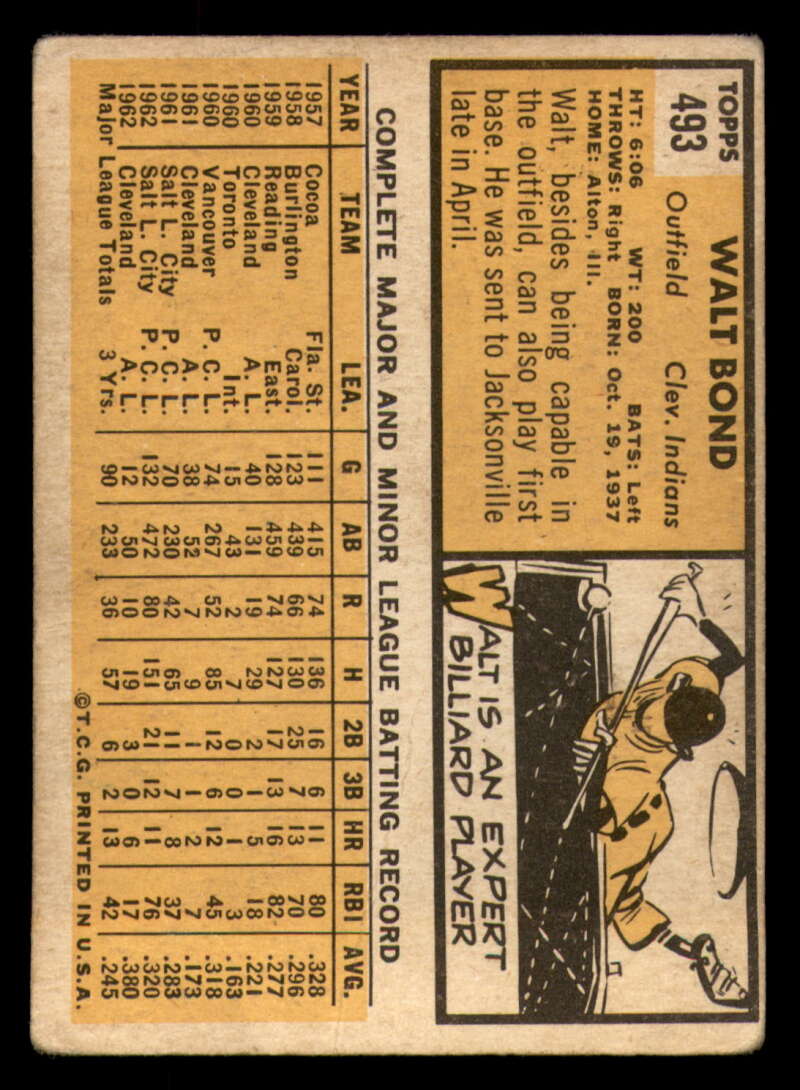 TOPPS
493
WALT BOND
Outfield Clev. Indians
HT: 6:06 WT: 200 BATS: Left
THROWS: Right BORN: Oct. 19, 1937
HOME: Alton, Ill.
Walt, besides being capable in
the outfield, can also play first
base. He was sent to Jacksonville
late in April.
WALT IS AN EXPERT
BILLIARD PLAYER
COMPLETE MAJOR AND MINOR LEAGUE BATTING RECORD
YEAR TEAM LEA. G AB R H 2B 3B HR RBI AVG.
1957 Cocoa Fla. St. 111 415 74 136 16 6 11 80 .328
1958 Burlington Carol. 123 439 66 130 25 7 13 70 .296
1959 Reading East. 128 459 74 127 17 13 16 82 .277
1960 Cleveland A. L. 40 131 19 29 2 1 5 18 .221
1960 Toronto Int. 15 43 2 7 0 0 1 3 .163
1960 Vancouver P. C. L. 74 267 52 85 12 6 12 45 .318
1961 Cleveland A. L. 38 52 7 9 1 1 2 7 .173
1961 Salt L. City P. C. L. 70 230 42 65 11 7 8 37 .283
1962 Salt L. City P. C. L. 132 472 80 151 21 12 11 76 .320
1962 Cleveland A. L. 12 50 10 19 3 0 6 17 .380
Major League Totals 3 Yrs. 90 233 36 57 6 2 13 42 .245
©T.C.G. PRINTED IN U.S.A.